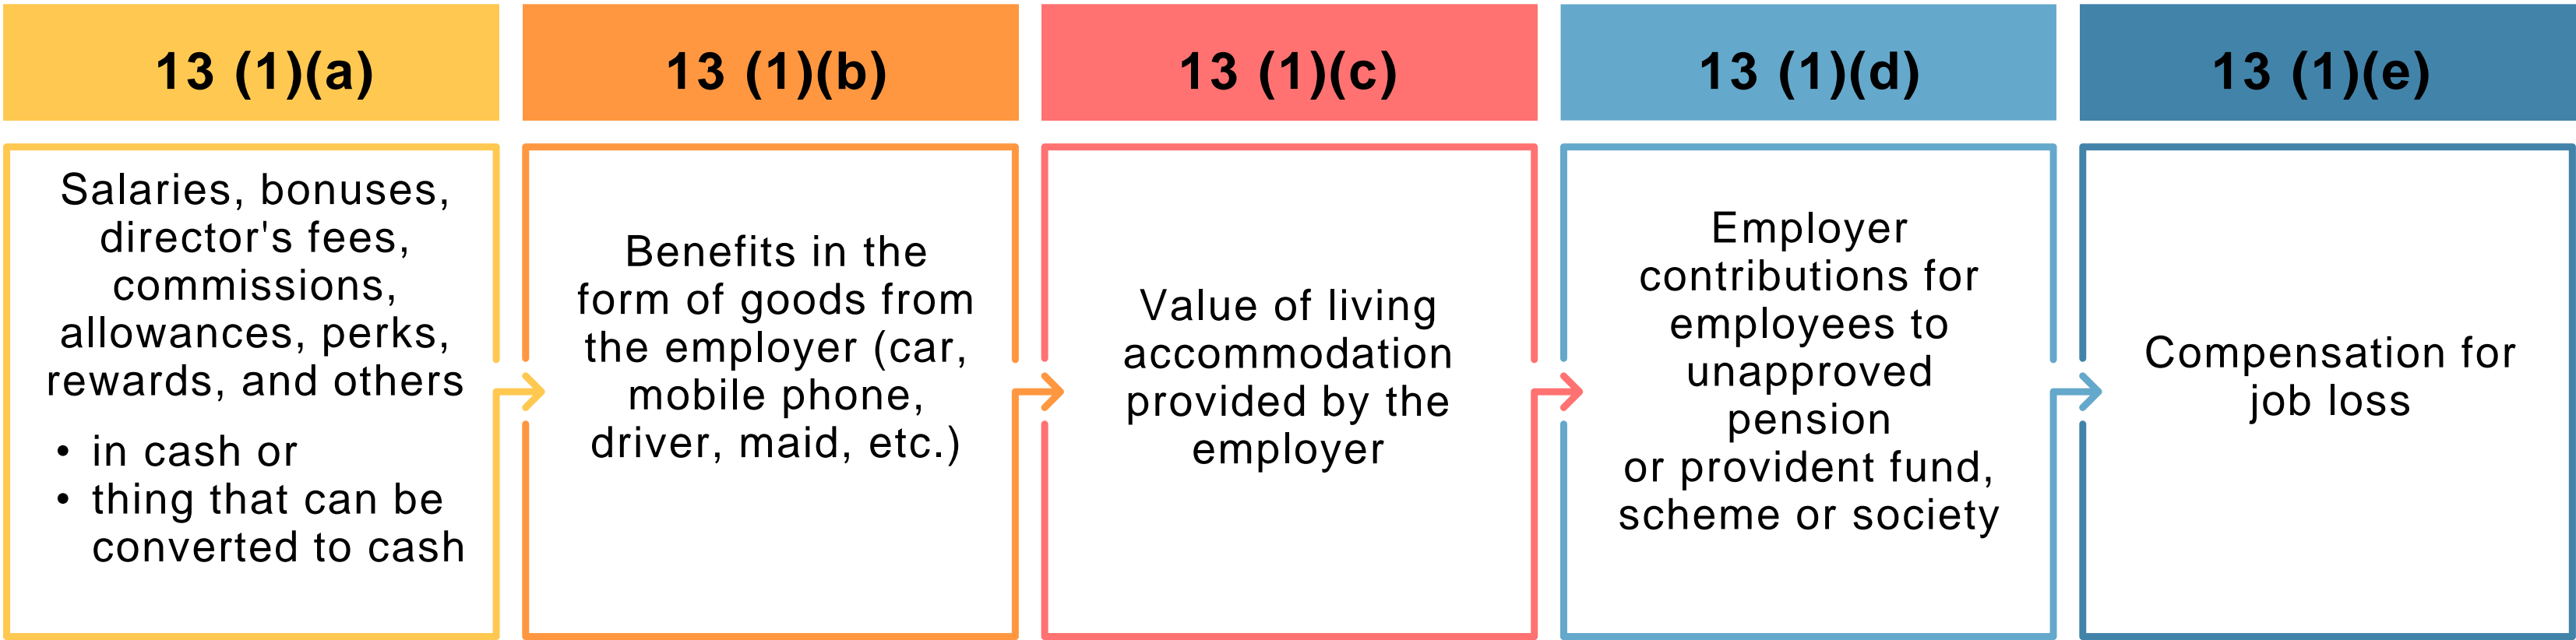 13 (1)(a)
Salaries, bonuses,
director's fees,
commissions,
allowances, perks,
rewards, and others
• in cash or
• thing that can be
converted to cash
13 (1)(b)
Benefits in the
form of goods from
the employer (car,
mobile phone,
driver, maid, etc.)
13 (1)(c)
Value of living
accommodation
provided by the
employer
13 (1)(d)
Employer
contributions for
employees to
unapproved
pension
or provident fund,
scheme or society
13 (1)(e)
Compensation for
job loss